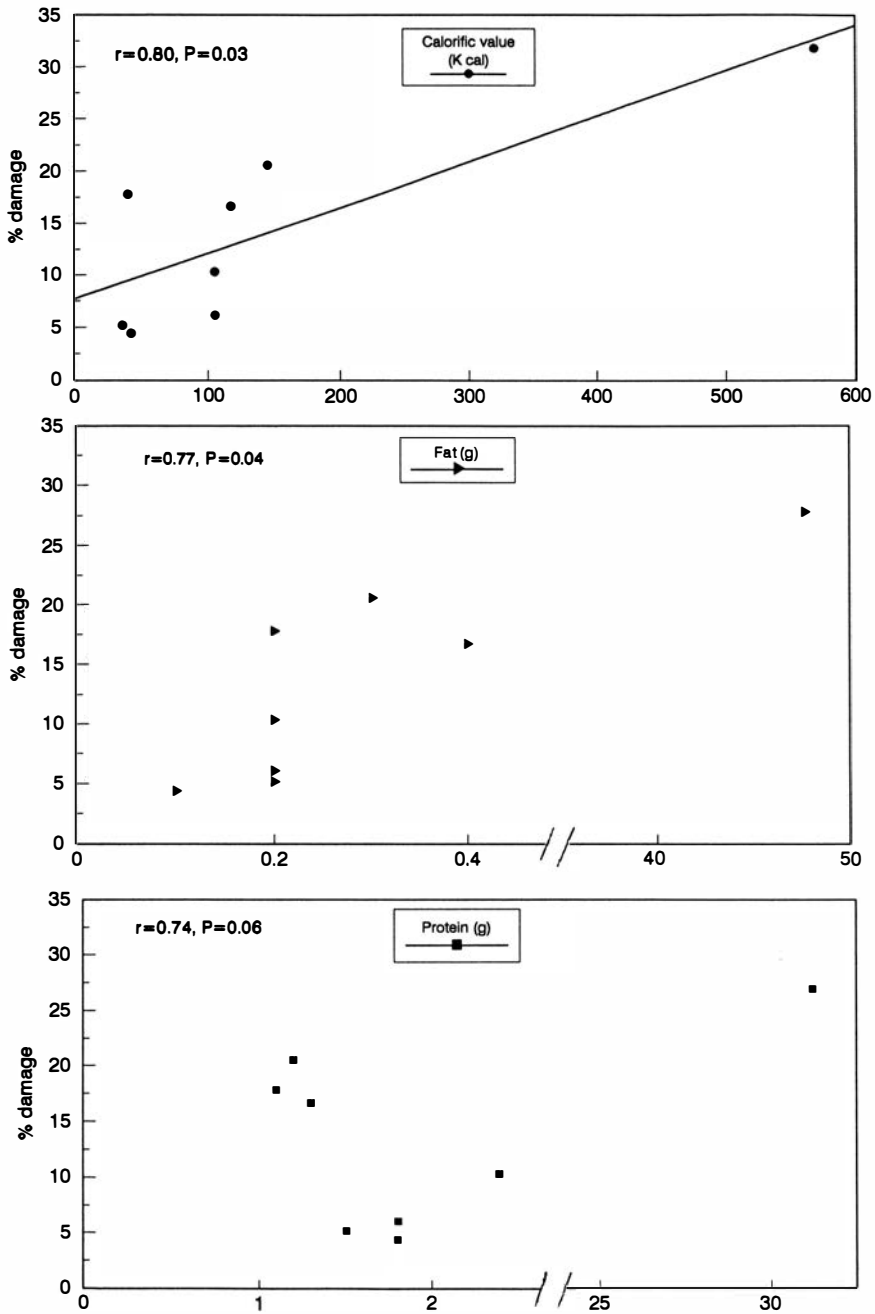 35
r=0.80, P=0.03
Calorific value
(K cal)
30
25
20
15
10
5
0
% damage
0 100 200 300 400 500 600
35
r=0.77, P=0.04
Fat (g)
30
25
20
15
10
5
0
% damage
0 0.2 0.4 40 50
35
r=0.74, P=0.06
Protein (g)
30
25
20
15
10
5
0
% damage
0 1 2 25 30